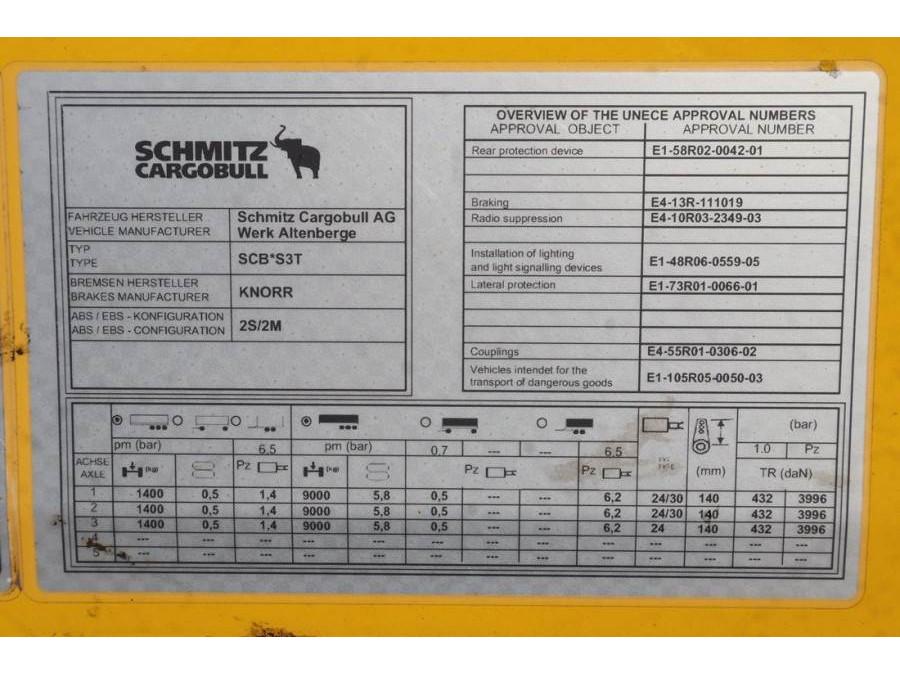 SCHMITZ
CARGOBULL
FAHRZEUG HERSTELLER
VEHICLE MANUFACTURER
Schmitz Cargobull AG
Werk Altenberge
TYP
TYPE
SCB*S3T
BREMSEN HERSTELLER
BRAKES MANUFACTURER
KNORR
ABS / EBS - KONFIGURATION
ABS / EBS - CONFIGURATION
2S/2M
OVERVIEW OF THE UNECE APPROVAL NUMBERS
APPROVAL OBJECT APPROVAL NUMBER
Rear protection device E1-58R02-0042-01
Braking E4-13R-111019
Radio suppression E4-10R03-2349-03
Installation of lighting
and light signalling devices E1-48R06-0559-05
Lateral protection E1-73R01-0066-01
Couplings E4-55R01-0306-02
Vehicles intendet for the
transport of dangerous goods E1-105R05-0050-03
(bar)
pm (bar) 6.5 pm (bar) 0.7 --- --- 6.5 1.0 Pz
ACHSE
AXLE (kg) Pz (kg) Pz Pz TYPE (mm) TR (daN)
1 1400 0,5 1,4 9000 5,8 0,5 --- --- 6,2 24/30 140 432 3996
2 1400 0,5 1,4 9000 5,8 0,5 --- --- 6,2 24/30 140 432 3996
3 1400 0,5 1,4 9000 5,8 0,5 --- --- 6,2 24 140 432 3996
4 --- --- --- --- --- --- --- --- --- --- --- --- ---
5 --- --- --- --- --- --- --- --- --- --- --- --- ---